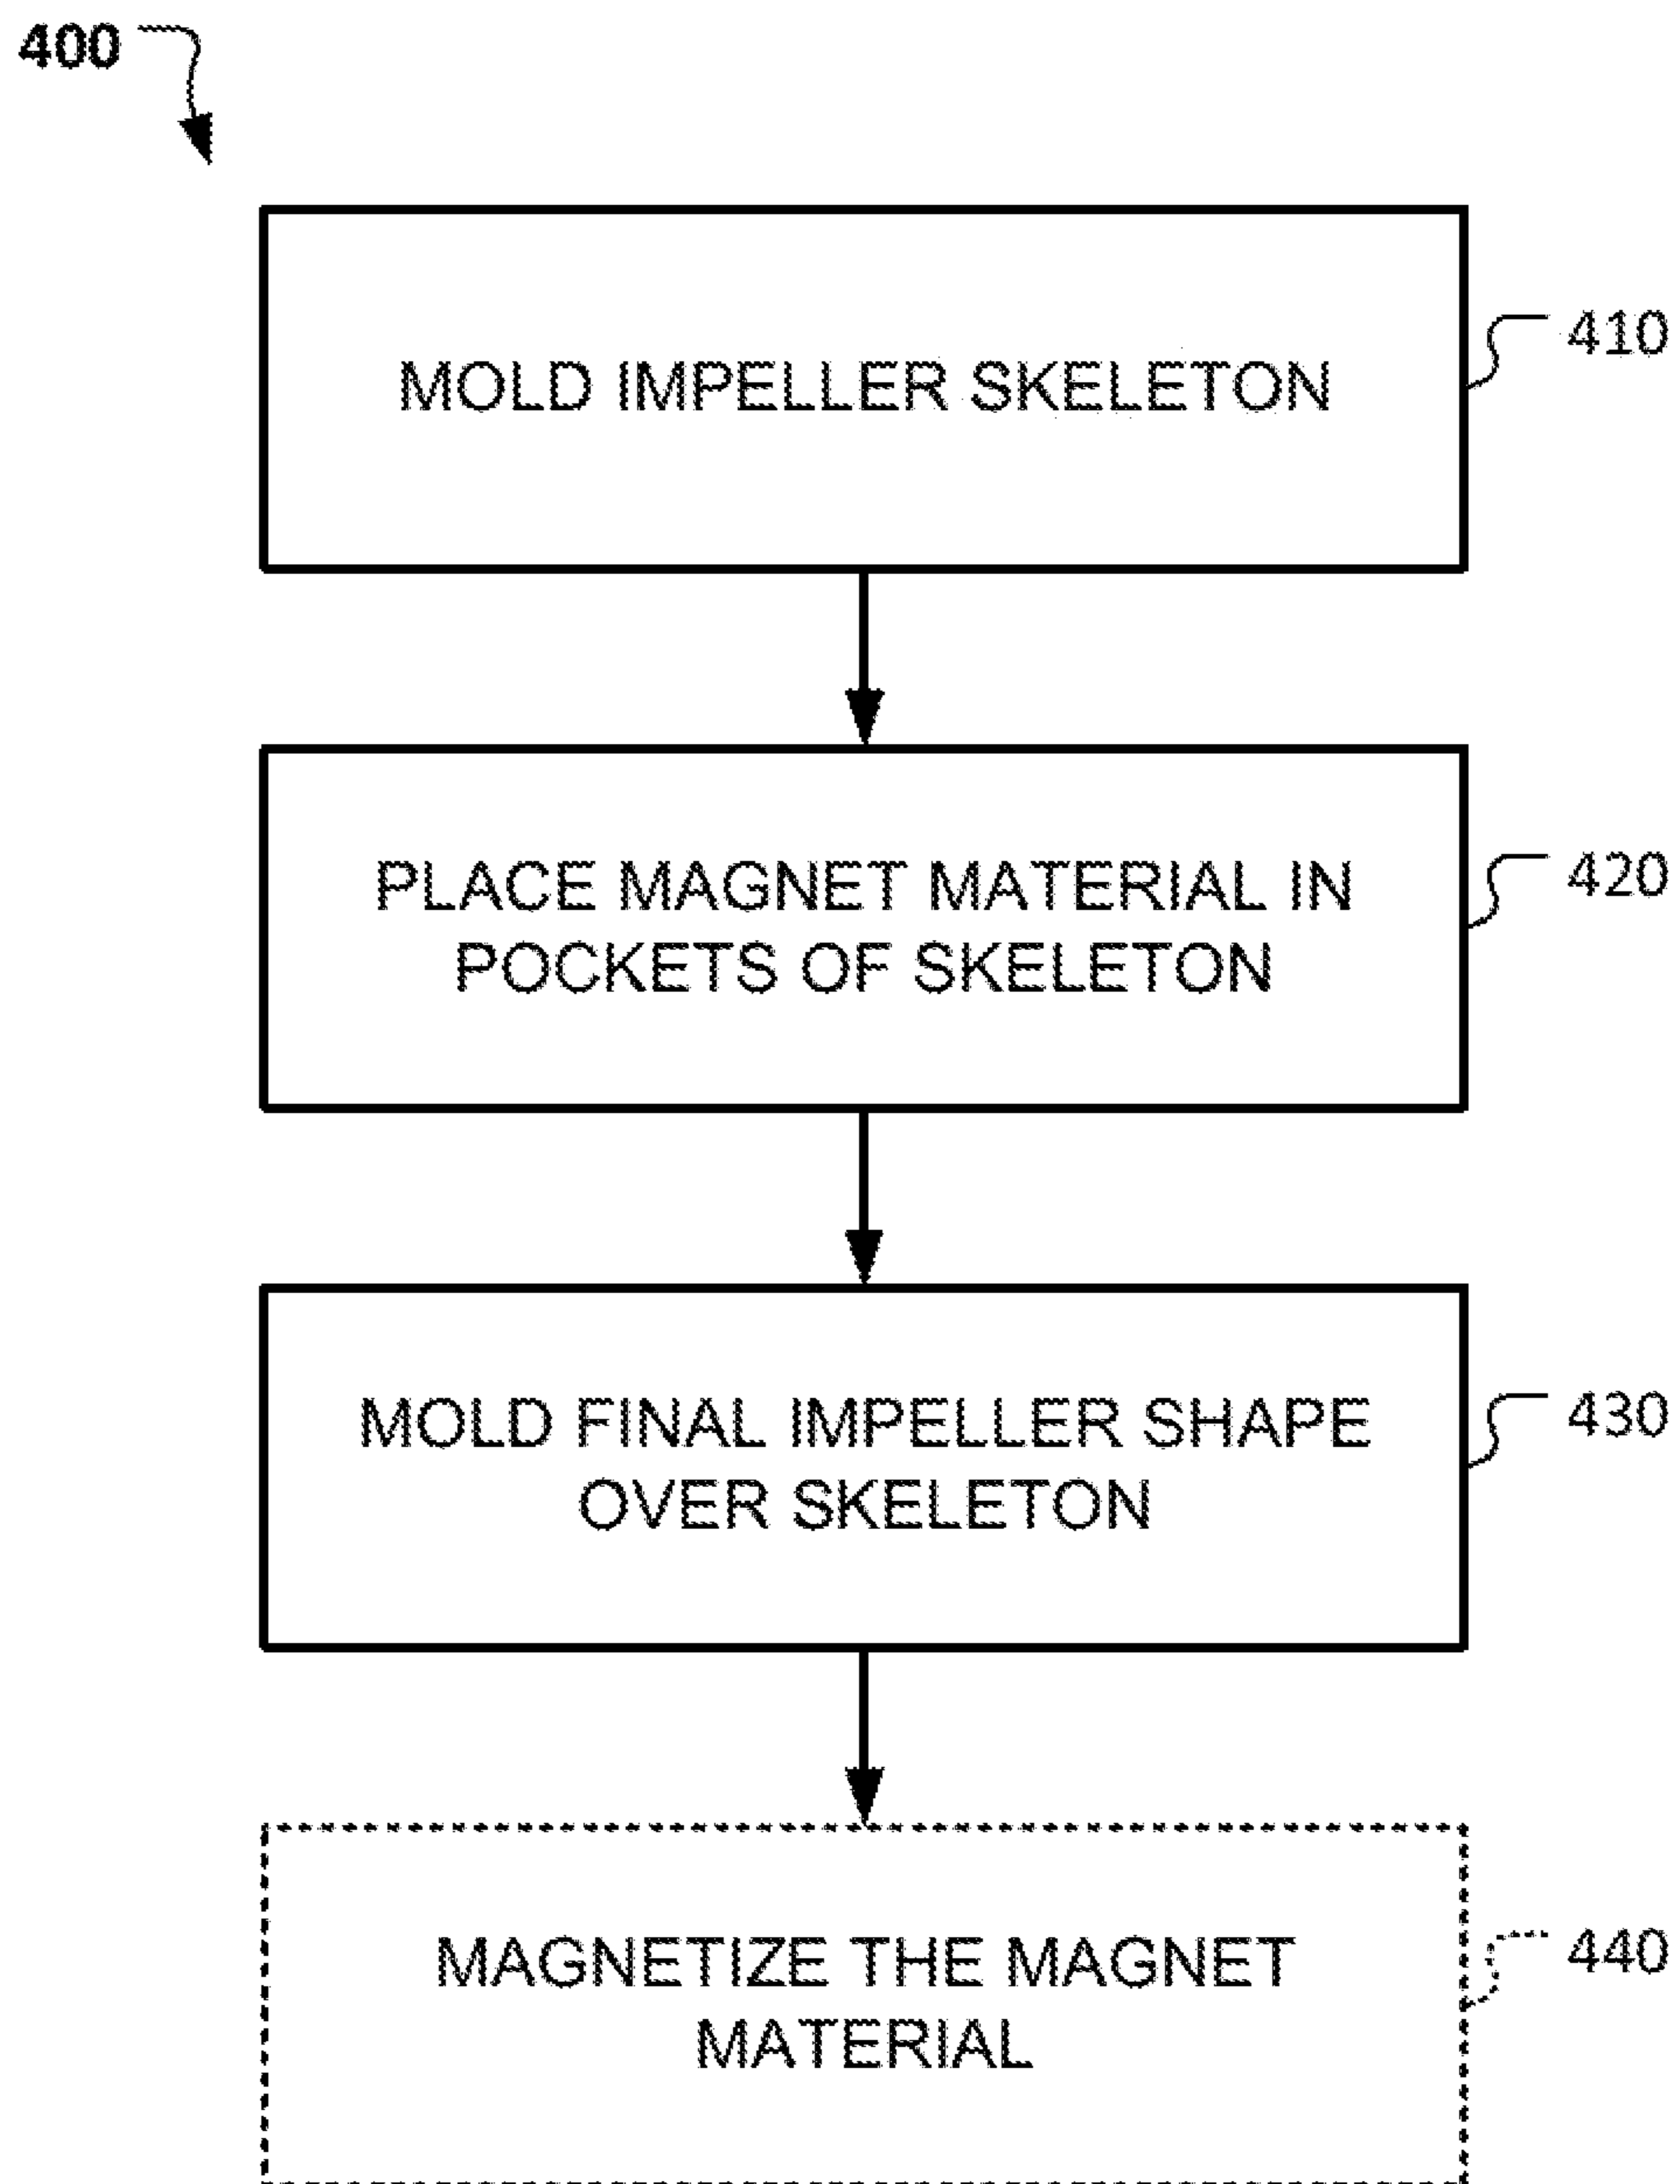 400
MOLD IMPELLER SKELETON
410
PLACE MAGNET MATERIAL IN
POCKETS OF SKELETON
420
MOLD FINAL IMPELLER SHAPE
OVER SKELETON
430
MAGNETIZE THE MAGNET
MATERIAL
440